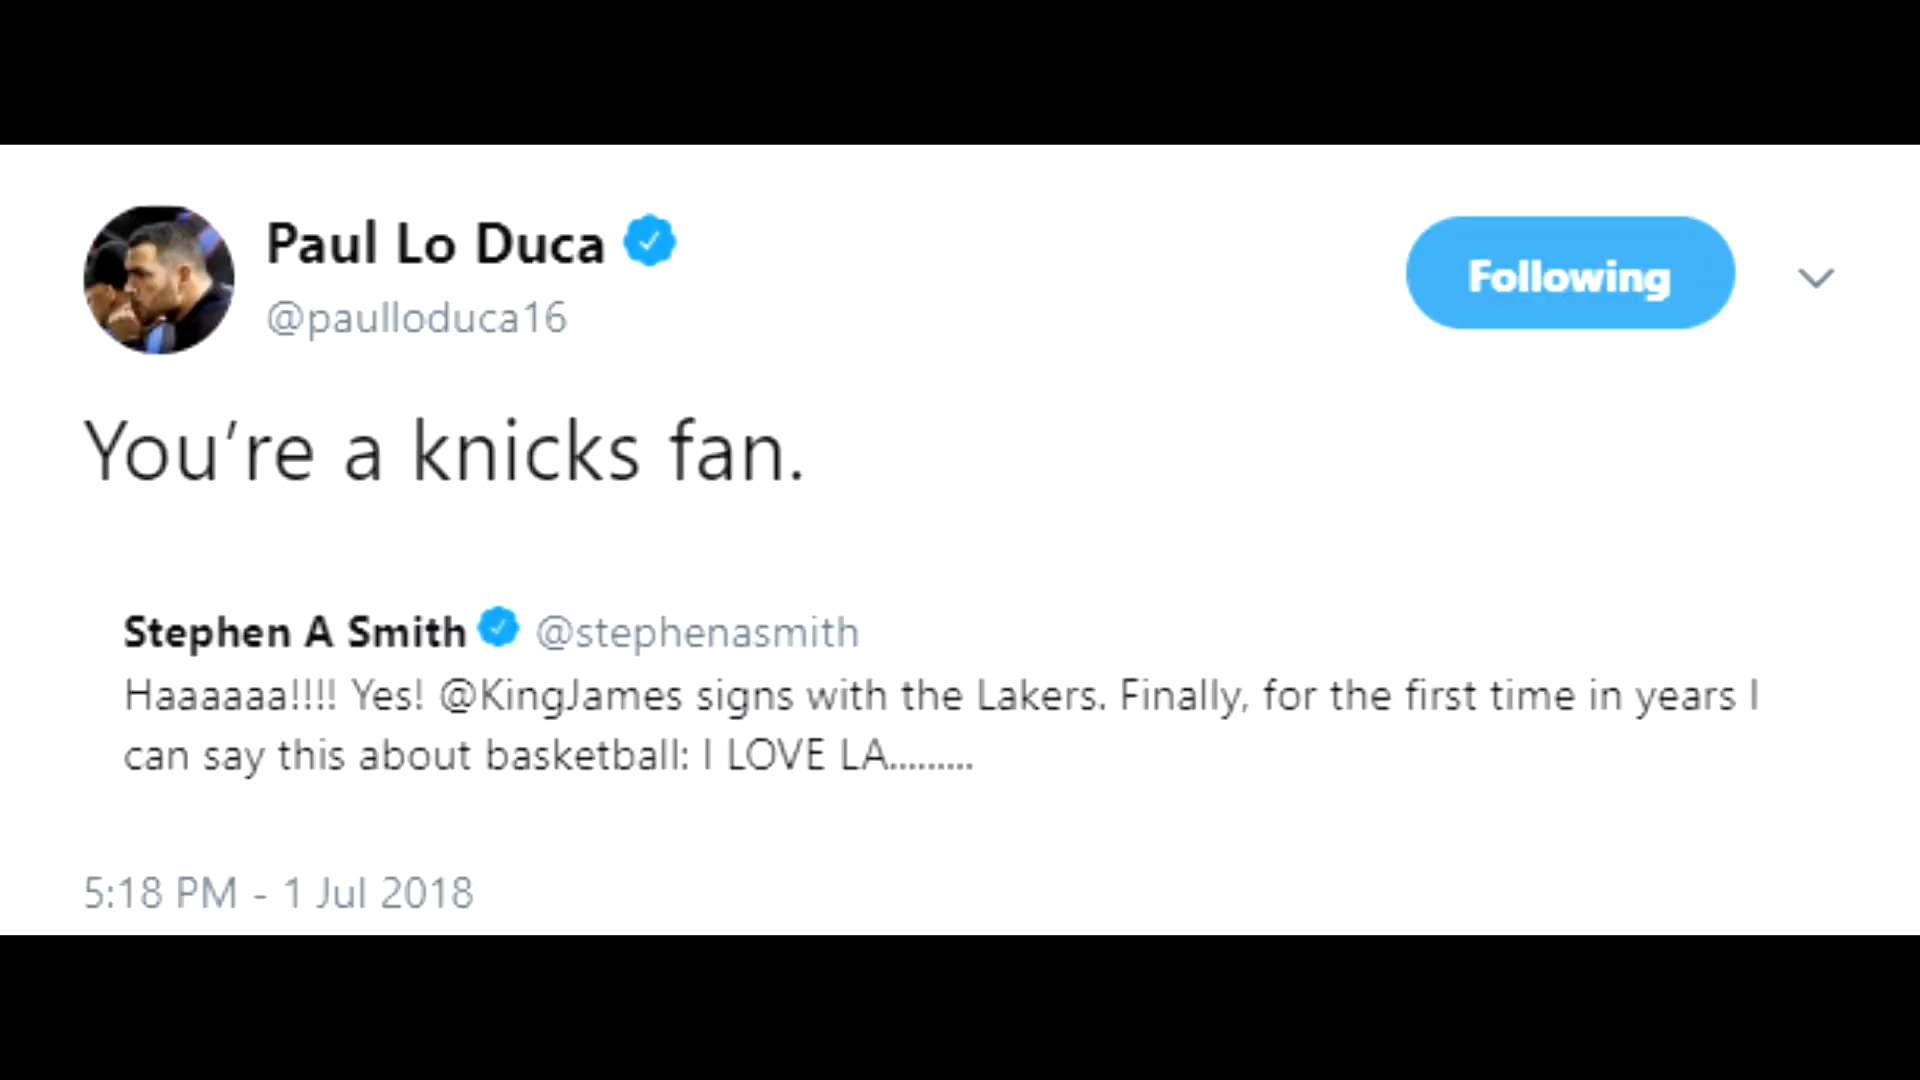 Paul Lo Duca
@paulloduca16
Following
You’re a knicks fan.
Stephen A Smith @stephenasmith
Haaaaaa!!!! Yes! @KingJames signs with the Lakers. Finally, for the first time in years I
can say this about basketball: I LOVE LA.........
5:18 PM - 1 Jul 2018